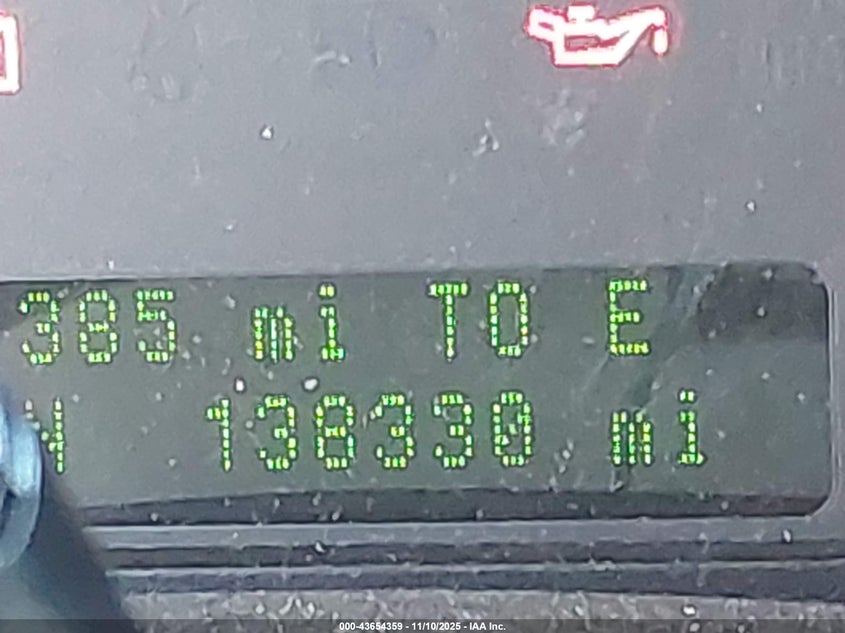 385 mi TO E
N 138330 mi
000-43654359 - 11/10/2025 - IAA Inc.